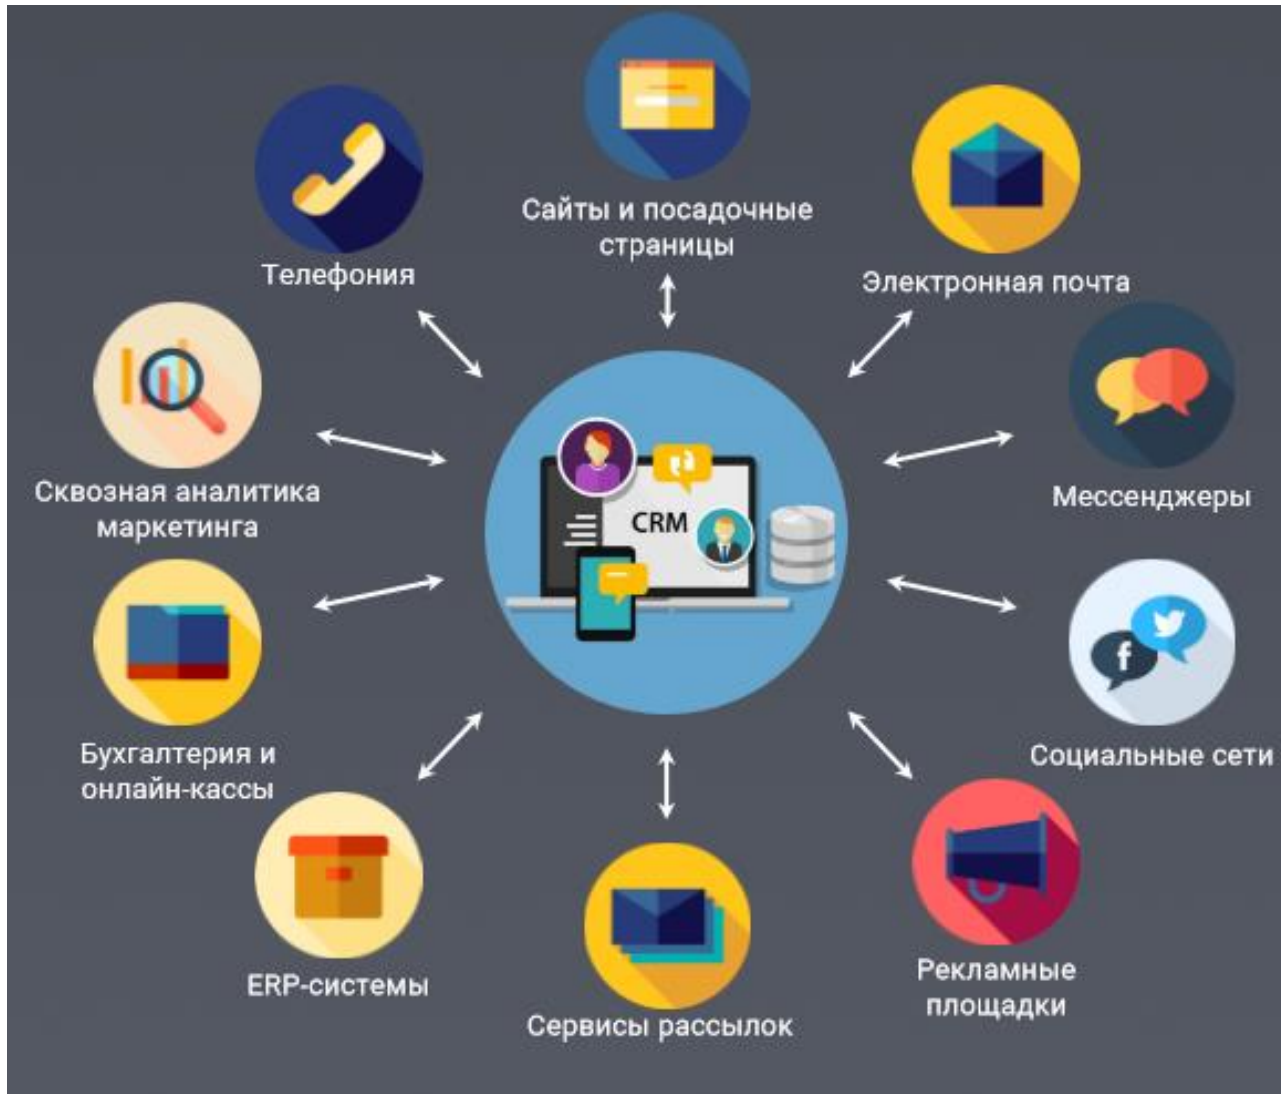 Сайты и посадочные
страницы
Телефония
Электронная почта
Сквозная аналитика
маркетинга
CRM
Мессенджеры
Бухгалтерия и
онлайн-кассы
f
Социальные сети
ERP-системы
Сервисы рассылок
Рекламные
площадки